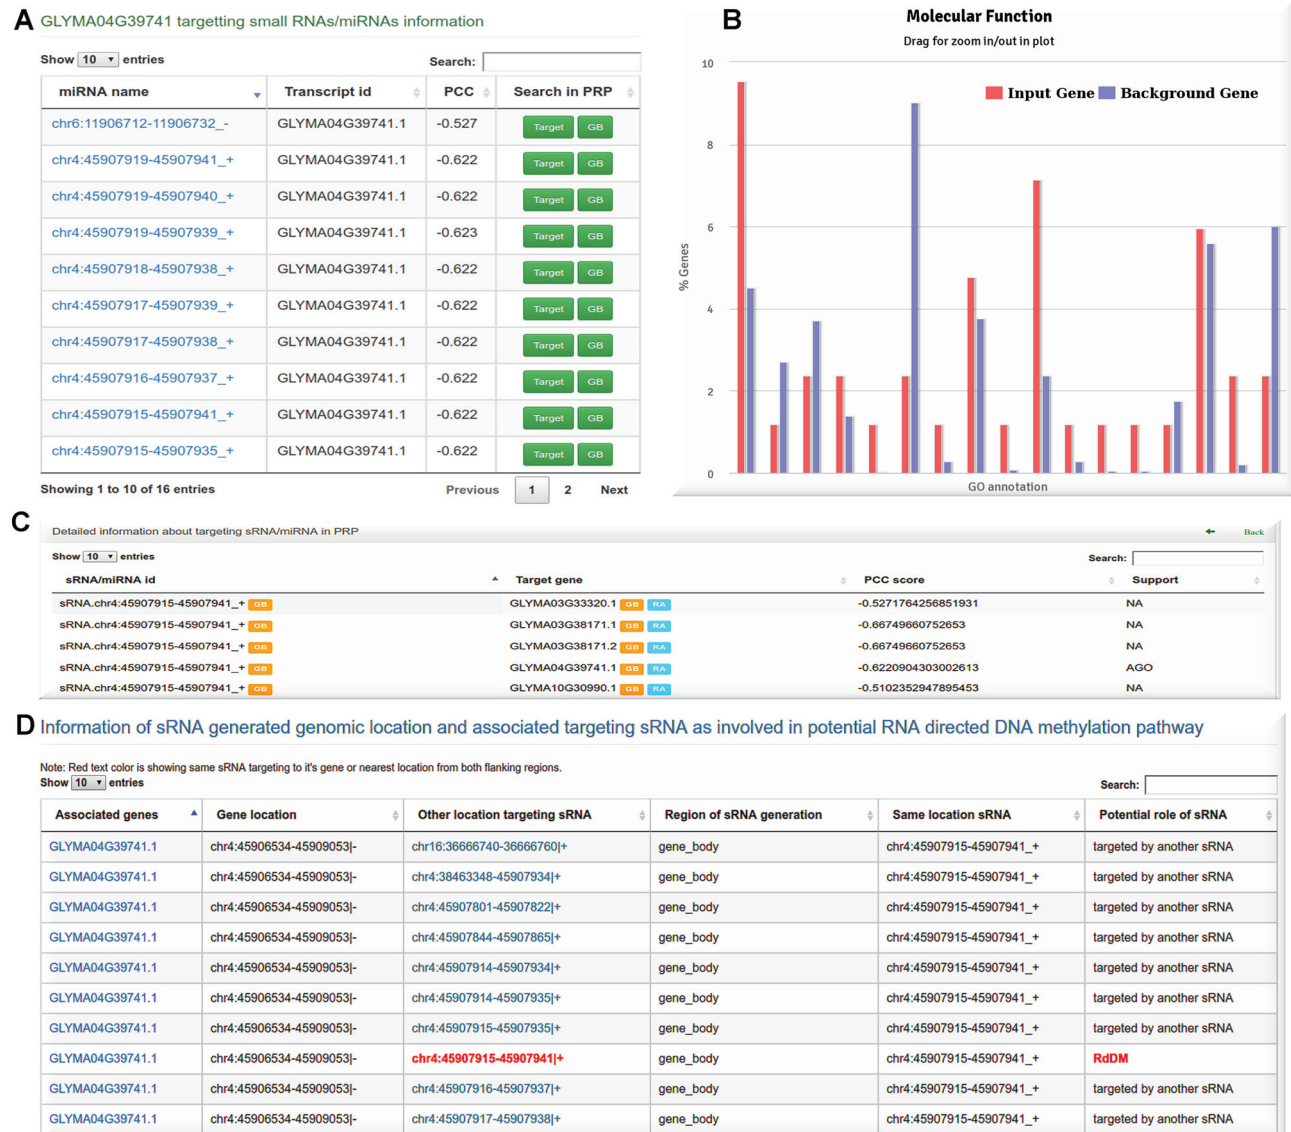 A GLYMA04G39741 targetting small RNAs/miRNAs information
Show 10 entries Search:
miRNA name Transcript id PCC Search in PRP
chr6:11906712-11906732_- GLYMA04G39741.1 -0.527 Target GB
chr4:45907919-45907941_+ GLYMA04G39741.1 -0.622 Target GB
chr4:45907919-45907940_+ GLYMA04G39741.1 -0.622 Target GB
chr4:45907919-45907939_+ GLYMA04G39741.1 -0.623 Target GB
chr4:45907918-45907938_+ GLYMA04G39741.1 -0.622 Target GB
chr4:45907917-45907939_+ GLYMA04G39741.1 -0.622 Target GB
chr4:45907917-45907938_+ GLYMA04G39741.1 -0.622 Target GB
chr4:45907916-45907937_+ GLYMA04G39741.1 -0.622 Target GB
chr4:45907915-45907941_+ GLYMA04G39741.1 -0.622 Target GB
chr4:45907915-45907935_+ GLYMA04G39741.1 -0.622 Target GB
Showing 1 to 10 of 16 entries Previous 1 2 Next
B Molecular Function
Drag for zoom in/out in plot
Input Gene Background Gene
10
8
6
4
2
0
% Genes
GO annotation
C Detailed information about targeting sRNA/miRNA in PRP Back
Show 10 entries Search:
sRNA/miRNA id Target gene PCC score Support
sRNA.chr4:45907915-45907941_+ GB GLYMA03G33320.1 GB RA -0.5271764256851931 NA
sRNA.chr4:45907915-45907941_+ GB GLYMA03G38171.1 GB RA -0.66749660752653 NA
sRNA.chr4:45907915-45907941_+ GB GLYMA03G38171.2 GB RA -0.66749660752653 NA
sRNA.chr4:45907915-45907941_+ GB GLYMA04G39741.1 GB RA -0.6220904303002613 AGO
sRNA.chr4:45907915-45907941_+ GB GLYMA10G30990.1 GB RA -0.5102352947895453 NA
D Information of sRNA generated genomic location and associated targeting sRNA as involved in potential RNA directed DNA methylation pathway
Note: Red text color is showing same sRNA targeting to it's gene or nearest location from both flanking regions.
Show 10 entries Search:
Associated genes Gene location Other location targeting sRNA Region of sRNA generation Same location sRNA Potential role of sRNA
GLYMA04G39741.1 chr4:45906534-45909053|- chr16:36666740-36666760|+ gene_body chr4:45907915-45907941_+ targeted by another sRNA
GLYMA04G39741.1 chr4:45906534-45909053|- chr4:38463348-45907934|+ gene_body chr4:45907915-45907941_+ targeted by another sRNA
GLYMA04G39741.1 chr4:45906534-45909053|- chr4:45907801-45907822|+ gene_body chr4:45907915-45907941_+ targeted by another sRNA
GLYMA04G39741.1 chr4:45906534-45909053|- chr4:45907844-45907865|+ gene_body chr4:45907915-45907941_+ targeted by another sRNA
GLYMA04G39741.1 chr4:45906534-45909053|- chr4:45907914-45907934|+ gene_body chr4:45907915-45907941_+ targeted by another sRNA
GLYMA04G39741.1 chr4:45906534-45909053|- chr4:45907914-45907935|+ gene_body chr4:45907915-45907941_+ targeted by another sRNA
GLYMA04G39741.1 chr4:45906534-45909053|- chr4:45907915-45907935|+ gene_body chr4:45907915-45907941_+ targeted by another sRNA
GLYMA04G39741.1 chr4:45906534-45909053|- chr4:45907915-45907941|+ gene_body chr4:45907915-45907941_+ RdDM
GLYMA04G39741.1 chr4:45906534-45909053|- chr4:45907916-45907937|+ gene_body chr4:45907915-45907941_+ targeted by another sRNA
GLYMA04G39741.1 chr4:45906534-45909053|- chr4:45907917-45907938|+ gene_body chr4:45907915-45907941_+ targeted by another sRNA